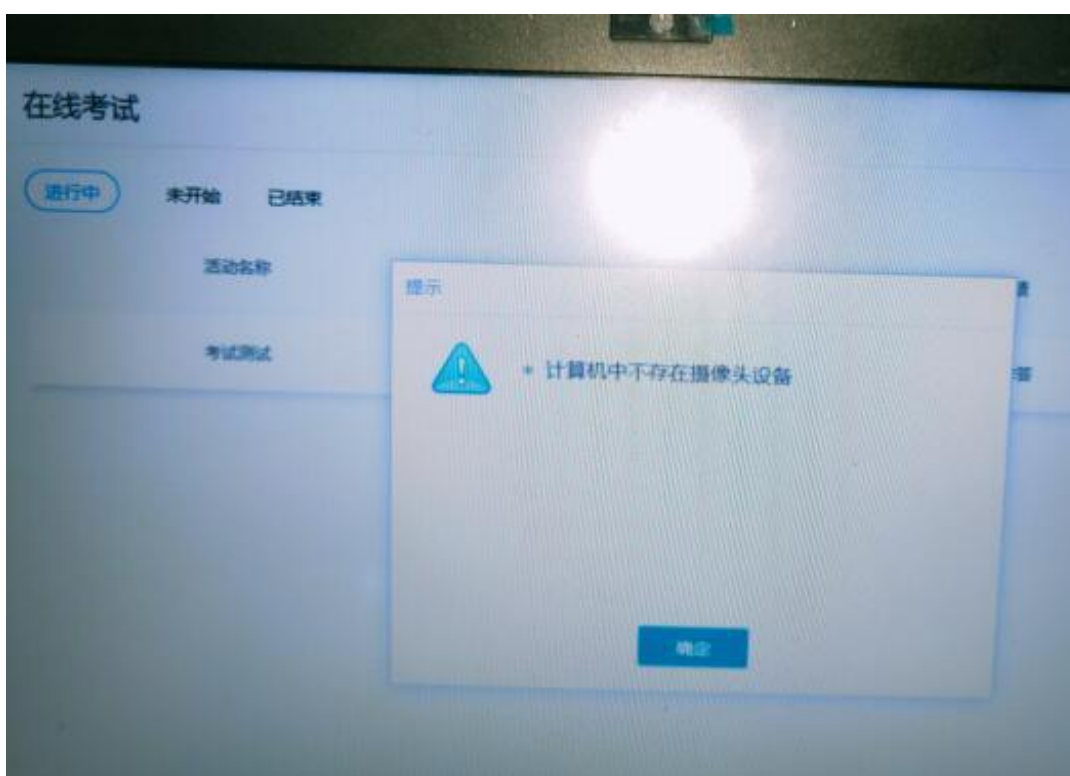 在线考试
进行中 未开始 已结束
活动名称
提示
考试测试
* 计算机中不存在摄像头设备
确定